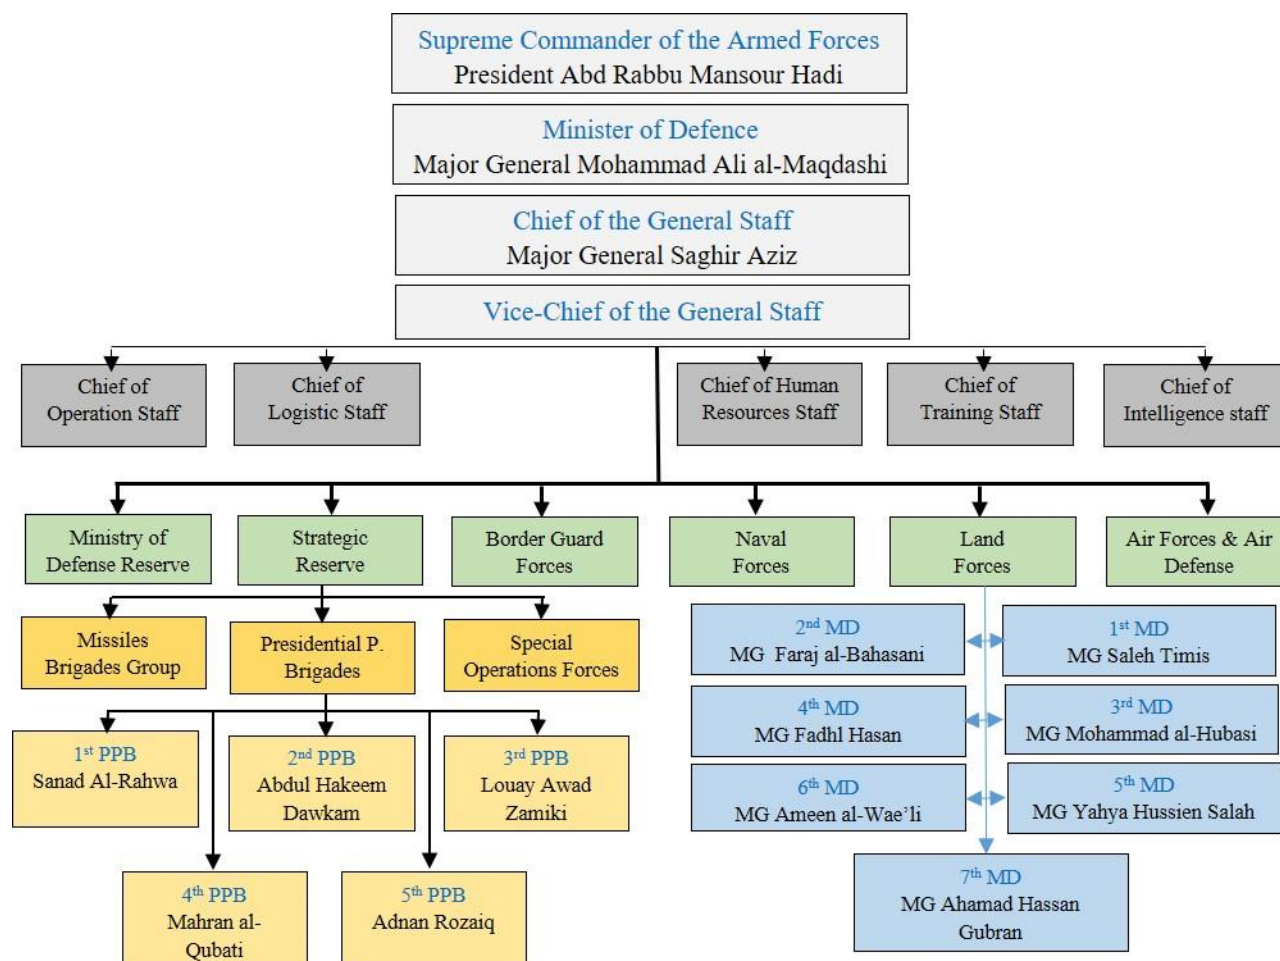 Supreme Commander of the Armed Forces
President Abd Rabbu Mansour Hadi
Minister of Defence
Major General Mohammad Ali al-Maqdashi
Chief of the General Staff
Major General Saghir Aziz
Vice-Chief of the General Staff
Chief of
Operation Staff
Chief of
Logistic Staff
Chief of Human
Resources Staff
Chief of
Training Staff
Chief of
Intelligence staff
Ministry of
Defense Reserve
Strategic
Reserve
Border Guard
Forces
Naval
Forces
Land
Forces
Air Forces & Air
Defense
Missiles
Brigades Group
Presidential P.
Brigades
Special
Operations Forces
2nd MD
MG Faraj al-Bahasani
1st MD
MG Saleh Timis
4th MD
MG Fadhl Hasan
3rd MD
MG Mohammad al-Hubasi
6th MD
MG Ameen al-Wae’li
5th MD
MG Yahya Hussien Salah
7th MD
MG Ahamad Hassan
Gubran
1st PPB
Sanad Al-Rahwa
2nd PPB
Abdul Hakeem
Dawkam
3rd PPB
Louay Awad
Zamiki
4th PPB
Mahran al-
Qubati
5th PPB
Adnan Rozaiq